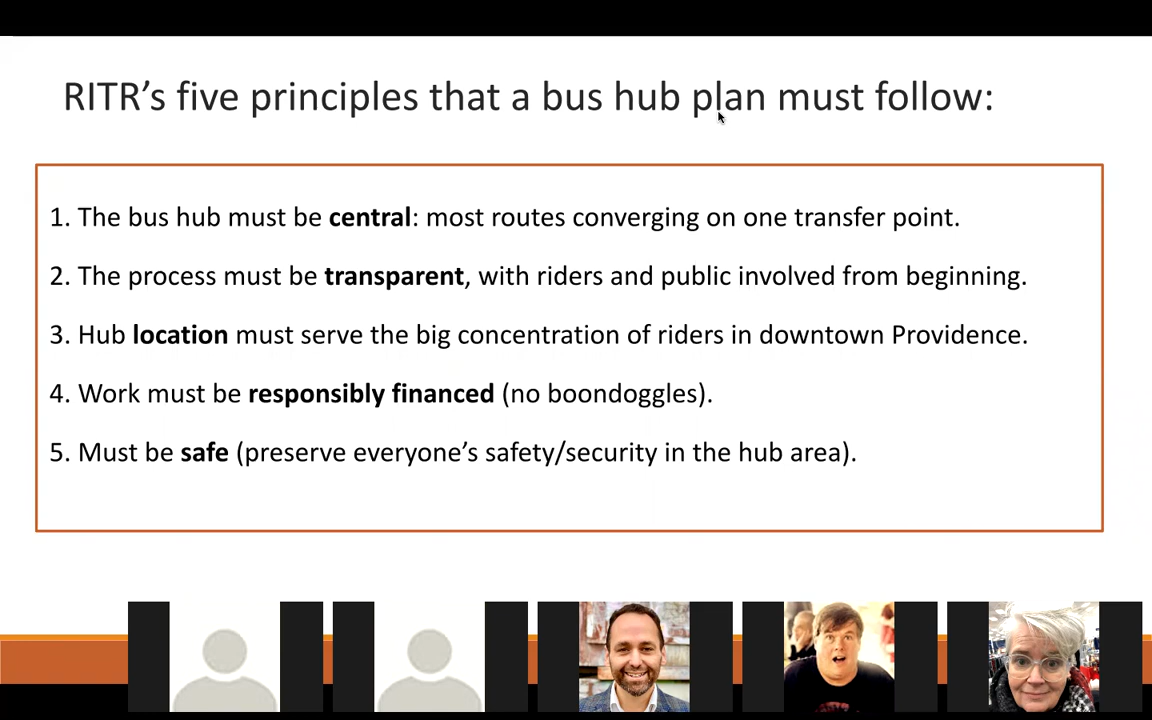 RITR’s five principles that a bus hub plan must follow:
1. The bus hub must be central: most routes converging on one transfer point.
2. The process must be transparent, with riders and public involved from beginning.
3. Hub location must serve the big concentration of riders in downtown Providence.
4. Work must be responsibly financed (no boondoggles).
5. Must be safe (preserve everyone’s safety/security in the hub area).